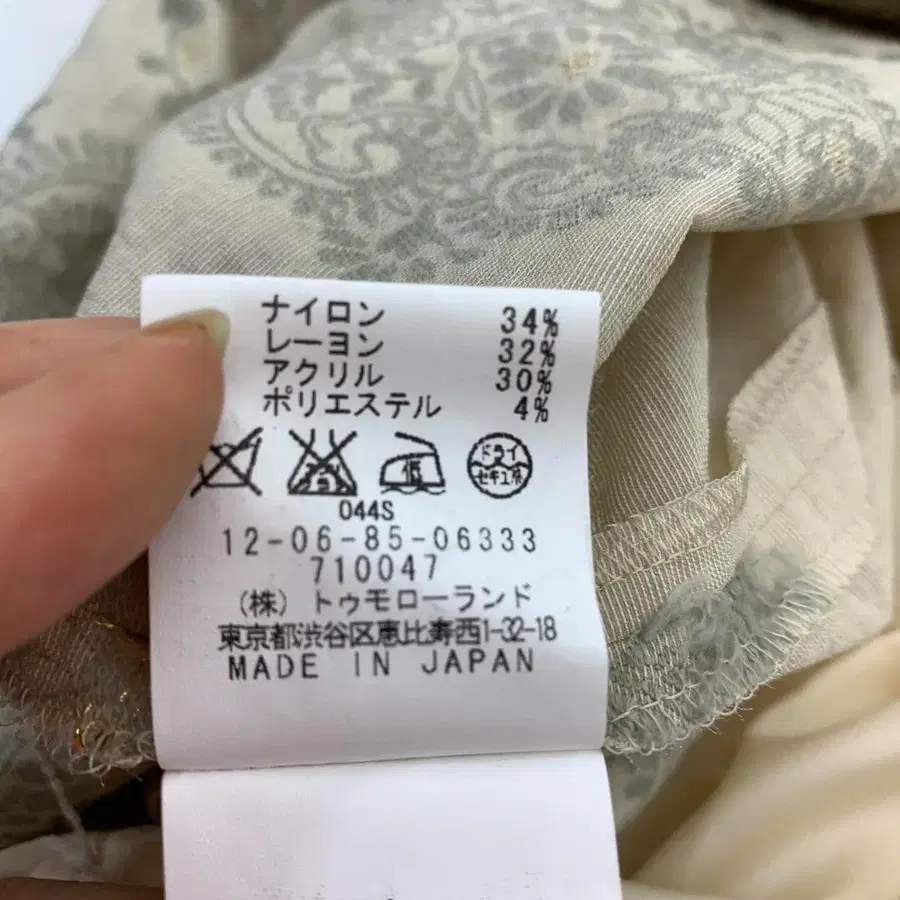 ナイロン 34%
レーヨン 32%
アクリル 30%
ポリエステル 4%
低
ドライ
セキユ系
044S
12-06-85-06333
710047
(株) トゥモローランド
東京都渋谷区恵比寿西1-32-18
MADE IN JAPAN